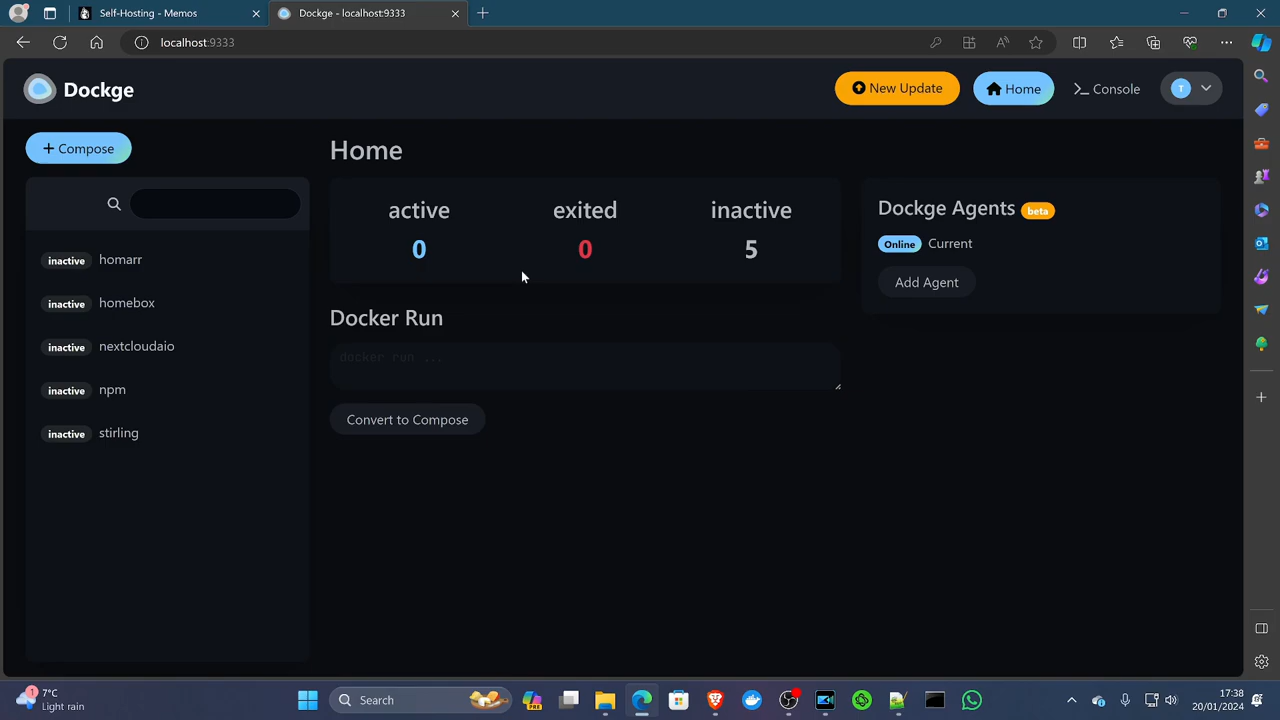 Self-Hosting - Memos
Dockge - localhost:9333
localhost:9333
Dockge
New Update
Home
Console
T
Compose
inactive homarr
inactive homebox
inactive nextcloudaio
inactive npm
inactive stirling
Home
active
0
exited
0
inactive
5
Docker Run
docker run ...
Convert to Compose
Dockge Agents beta
Online Current
Add Agent
1
7°C
Light rain
Search
PRE
17:38
20/01/2024